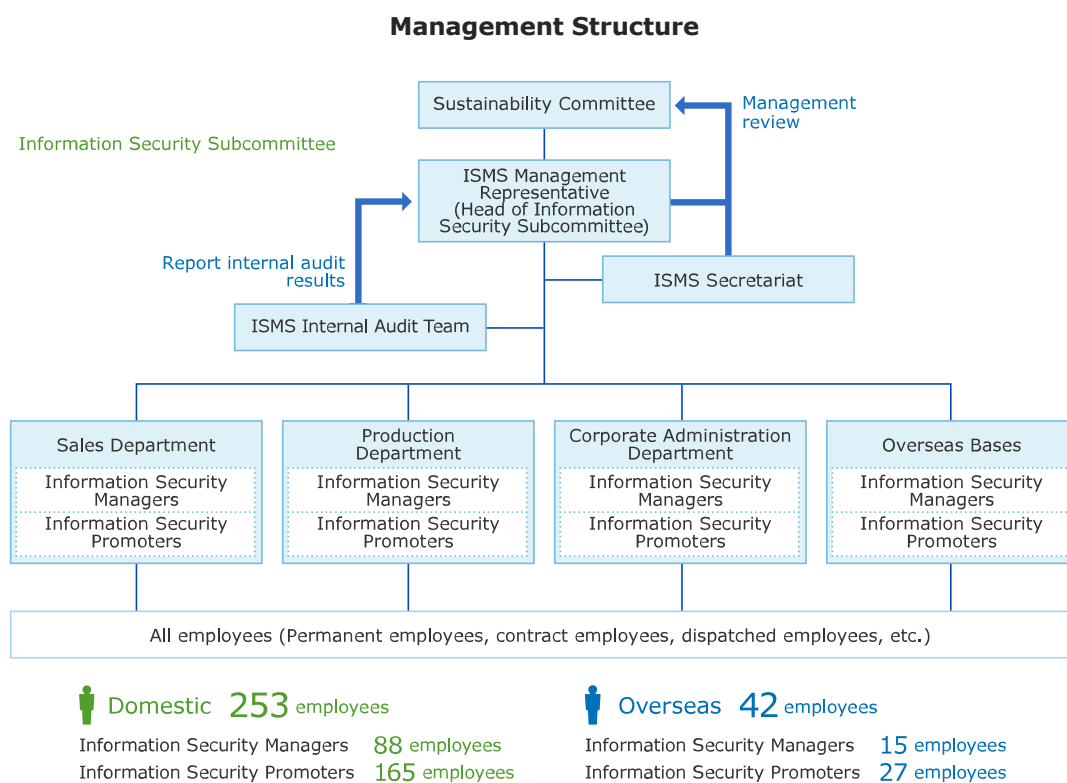 Management Structure
Sustainability Committee
Management
review
Information Security Subcommittee
ISMS Management
Representative
(Head of Information
Security Subcommittee)
Report internal audit
results
ISMS Secretariat
ISMS Internal Audit Team
Sales Department
Information Security
Managers
Information Security
Promoters
Production
Department
Information Security
Managers
Information Security
Promoters
Corporate Administration
Department
Information Security
Managers
Information Security
Promoters
Overseas Bases
Information Security
Managers
Information Security
Promoters
All employees (Permanent employees, contract employees, dispatched employees, etc.)
Domestic 253 employees
Information Security Managers 88 employees
Information Security Promoters 165 employees
Overseas 42 employees
Information Security Managers 15 employees
Information Security Promoters 27 employees